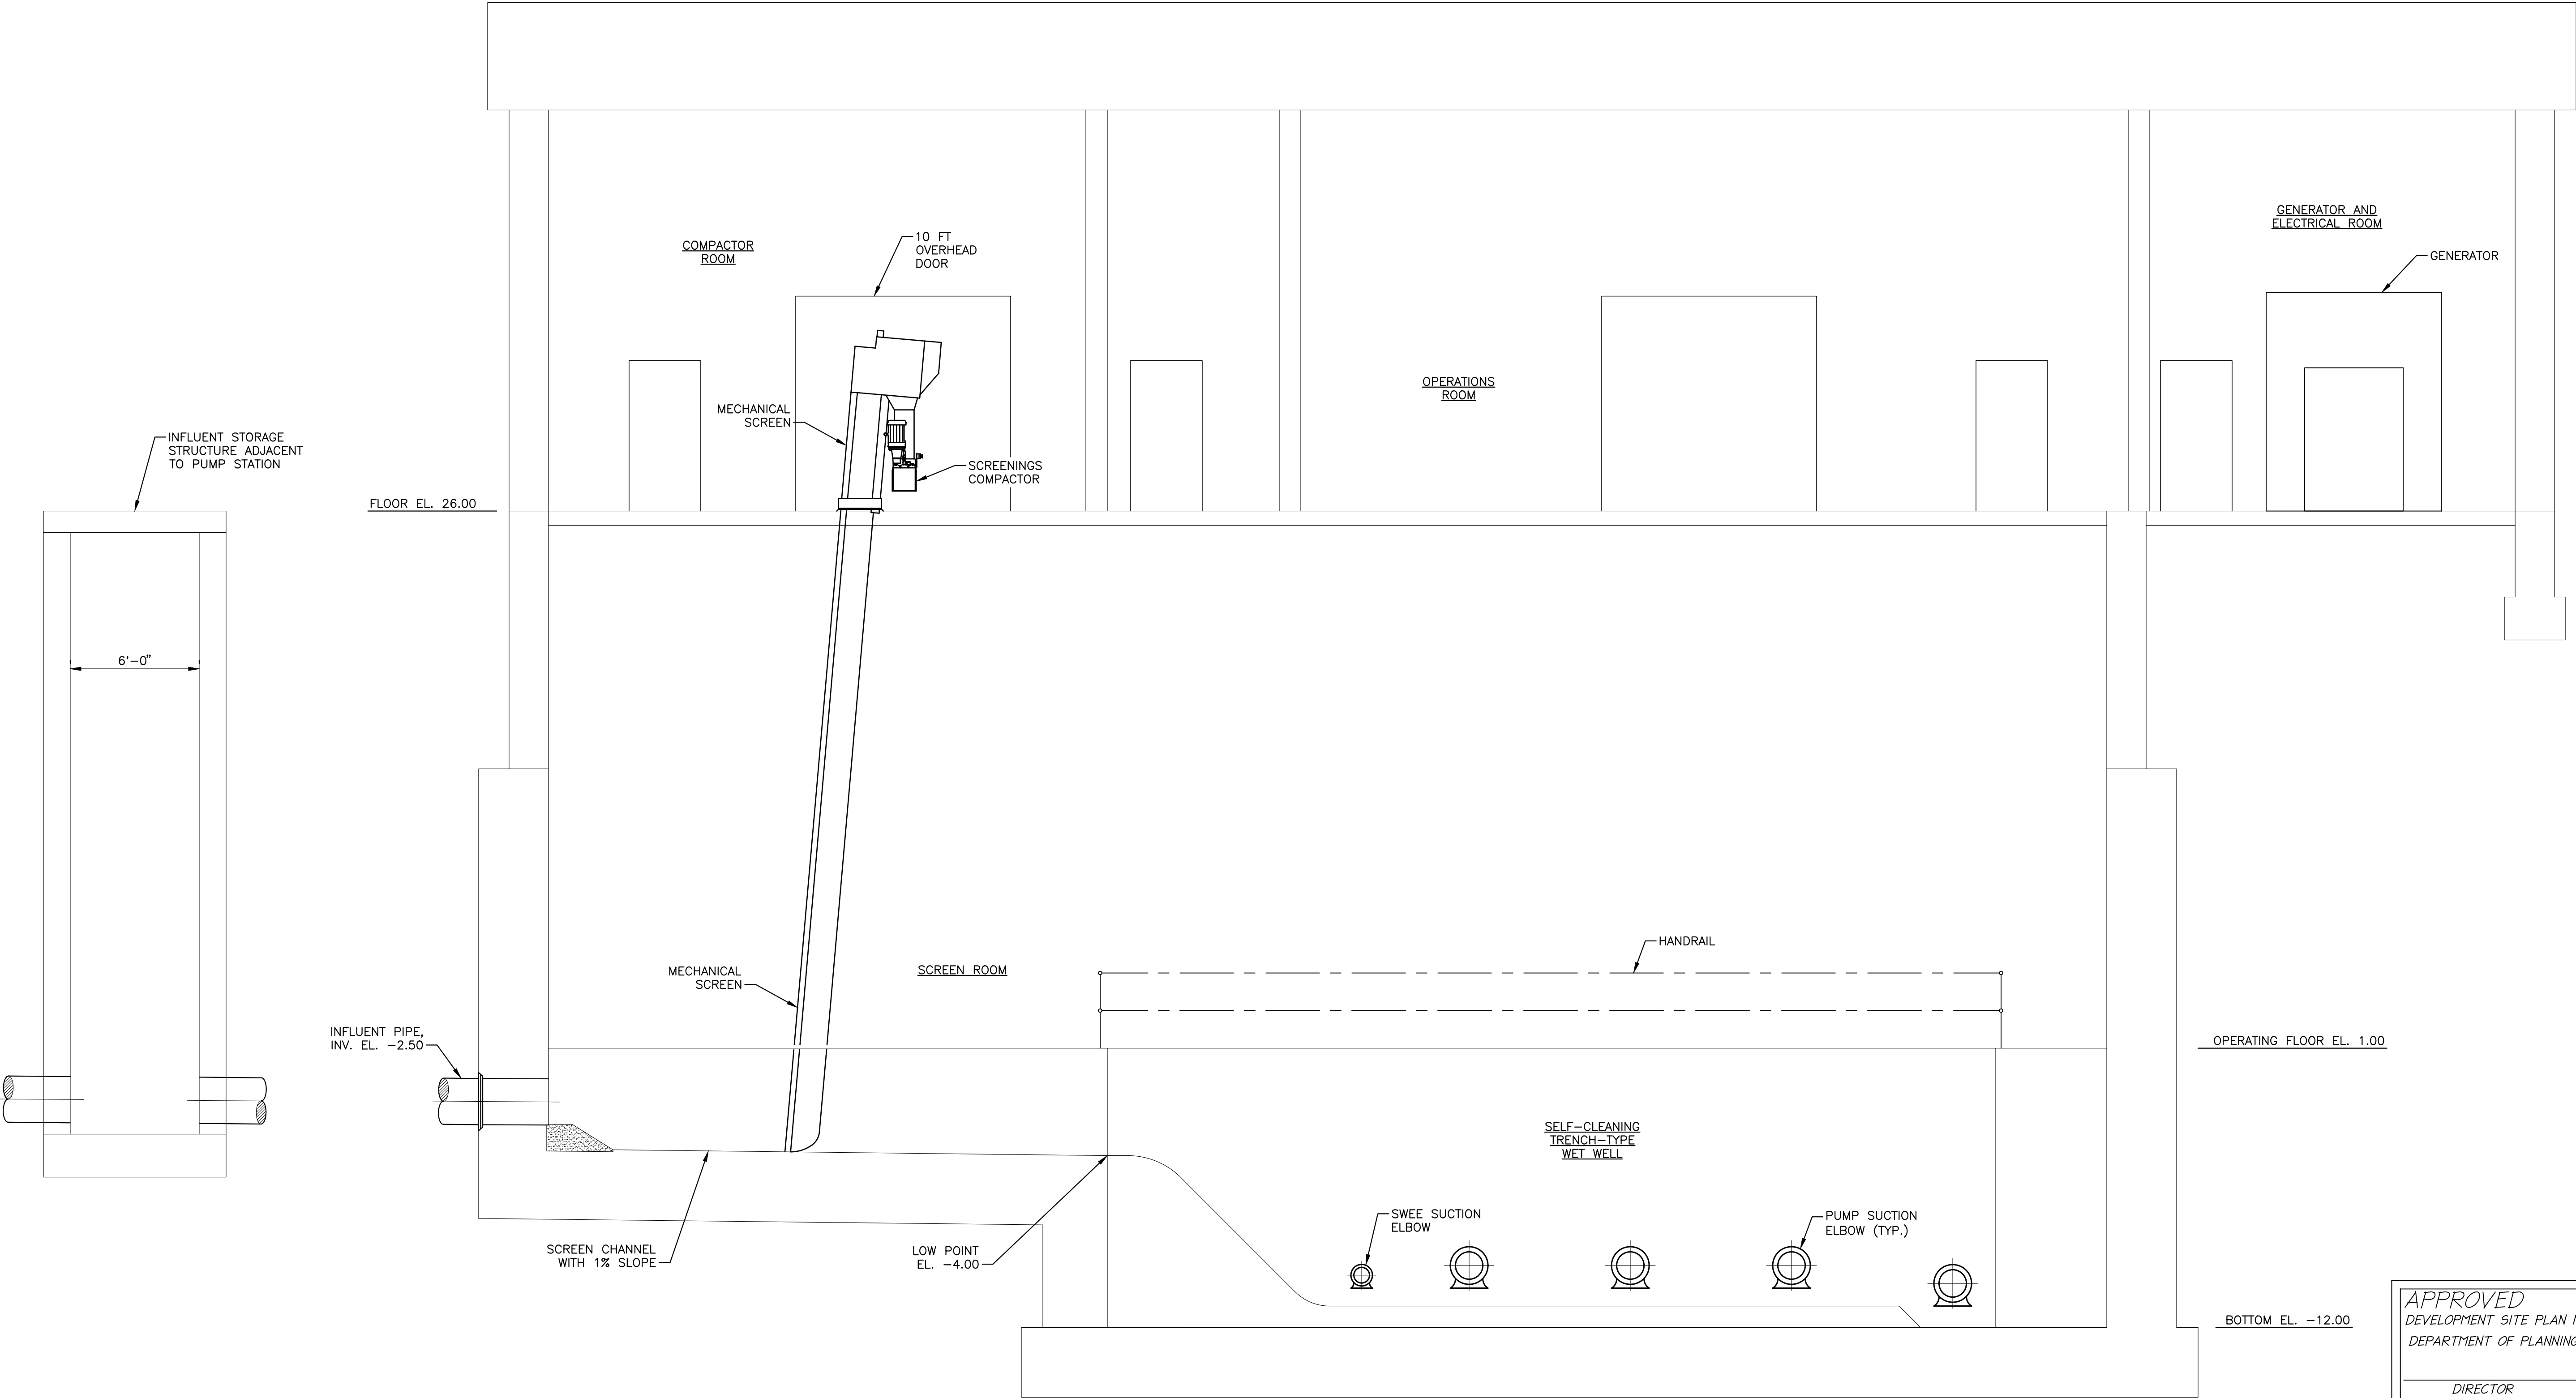 GENERATOR AND
ELECTRICAL ROOM
COMPACTOR
ROOM
10 FT
OVERHEAD
DOOR
GENERATOR
OPERATIONS
ROOM
MECHANICAL
SCREEN
INFLUENT STORAGE
STRUCTURE ADJACENT
TO PUMP STATION
SCREENINGS
COMPACTOR
FLOOR EL. 26.00
6'-0"
HANDRAIL
MECHANICAL
SCREEN
SCREEN ROOM
INFLUENT PIPE,
INV. EL. -2.50
OPERATING FLOOR EL. 1.00
SELF-CLEANING
TRENCH-TYPE
WET WELL
SWEE SUCTION
ELBOW
PUMP SUCTION
ELBOW (TYP.)
SCREEN CHANNEL
WITH 1% SLOPE
LOW POINT
EL. -4.00
BOTTOM EL. -12.00
APPROVED
DEVELOPMENT SITE PLAN
DEPARTMENT OF PLANNING
DIRECTOR